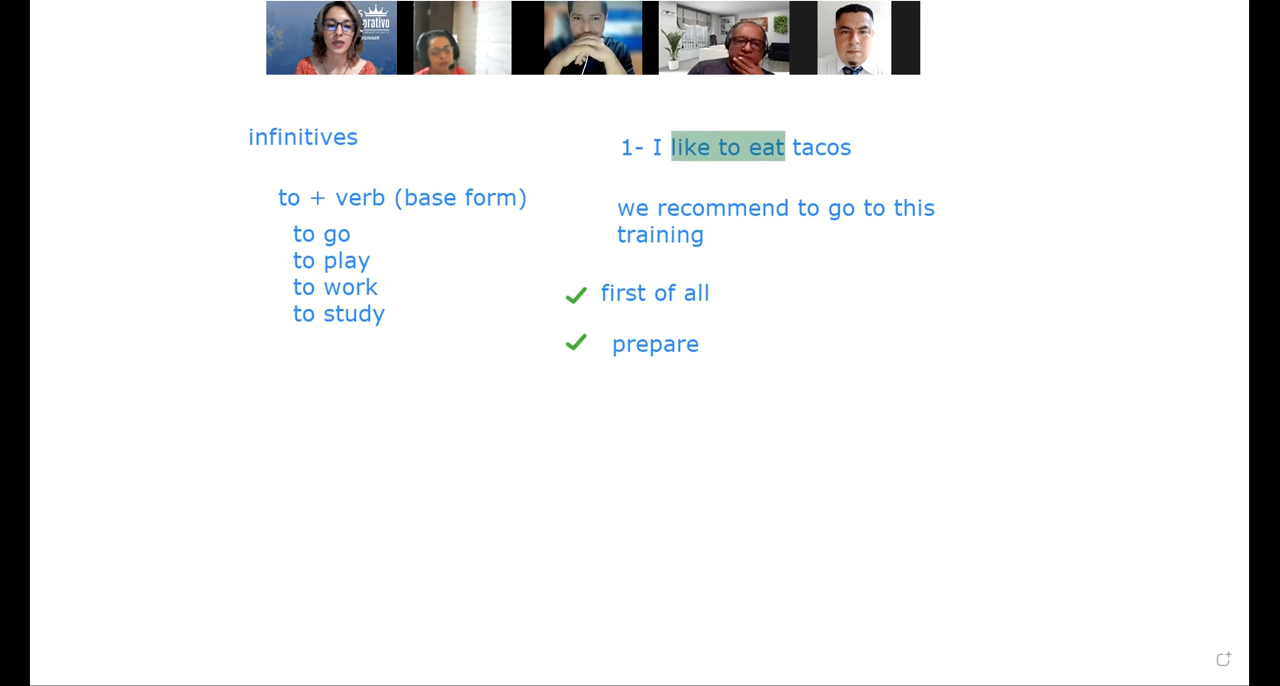 orativo
infinitives
to + verb (base form)
to go
to play
to work
to study
1- I like to eat tacos
we recommend to go to this
training
first of all
prepare